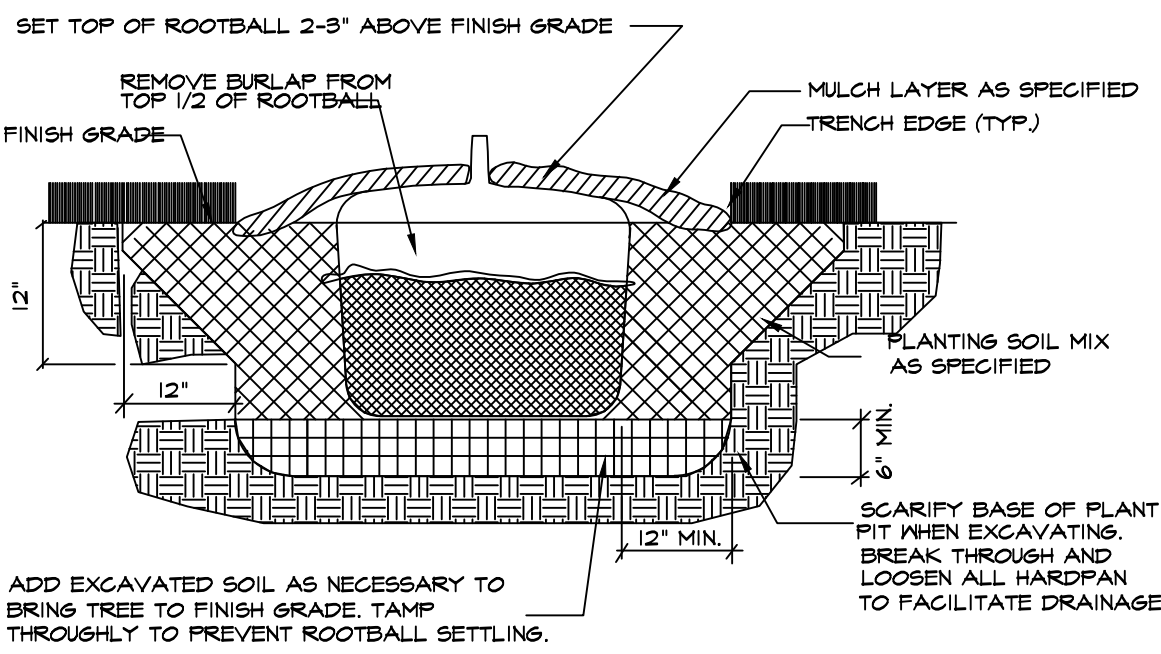 SET TOP OF ROOTBALL 2-3" ABOVE FINISH GRADE
REMOVE BURLAP FROM
TOP 1/2 OF ROOTBALL
FINISH GRADE
MULCH LAYER AS SPECIFIED
TRENCH EDGE (TYP.)
12"
12"
PLANTING SOIL MIX
AS SPECIFIED
6" MIN.
12" MIN.
SCARIFY BASE OF PLANT
PIT WHEN EXCAVATING.
BREAK THROUGH AND
LOOSEN ALL HARDPAN
TO FACILITATE DRAINAGE
ADD EXCAVATED SOIL AS NECESSARY TO
BRING TREE TO FINISH GRADE. TAMP
THROUGHLY TO PREVENT ROOTBALL SETTLING.